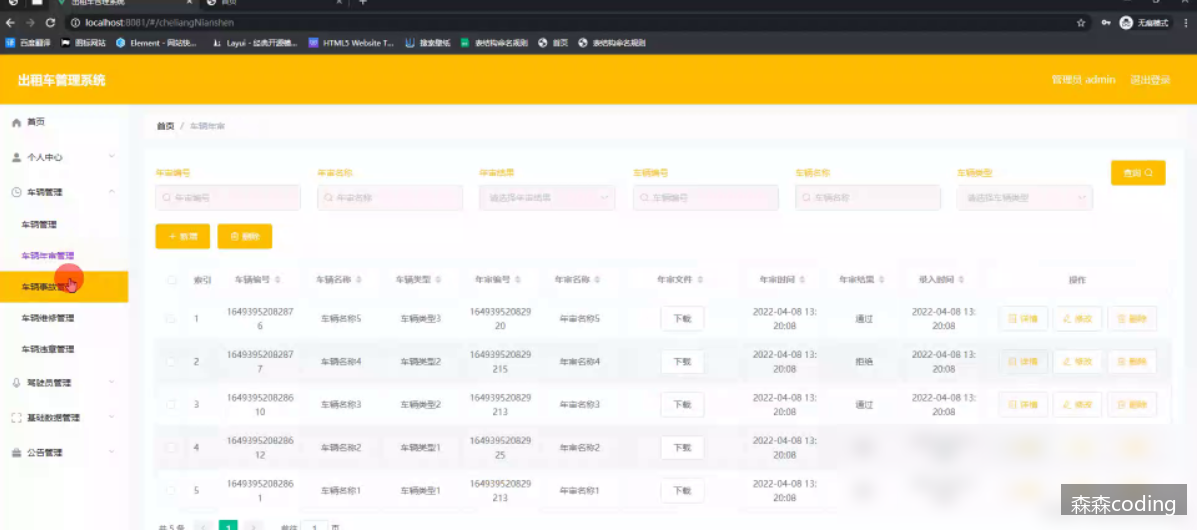 出租车管理系统
首页
localhost:8081/#/cheliangNianshen
无痕模式
百度翻译 图标网站 Element - 网站快... Layui - 经典开源模... HTML5 Website T... 搜索壁纸 表结构命名规则 首页 表结构命名规则
出租车管理系统
管理员 admin 退出登录
首页
首页 / 车辆年审
个人中心
车辆管理
车辆管理
车辆年审管理
车辆事故管理
车辆维修管理
车辆违章管理
驾驶员管理
基础数据管理
公告管理
年审编号 年审名称 年审结果 车辆编号 车辆名称 车辆类型
年审编号 年审名称 请选择年审结果 车辆编号 车辆名称 请选择车辆类型
查询
+ 新增 删除
索引 车辆编号 车辆名称 车辆类型 年审编号 年审名称 年审文件 年审时间 年审结果 录入时间 操作
1 1649395208287 6 车辆名称5 车辆类型3 164939520829 20 年审名称5 下载 2022-04-08 13: 20:08 通过 2022-04-08 13: 20:08 详情 修改 删除
2 1649395208287 7 车辆名称4 车辆类型2 164939520829 215 年审名称4 下载 2022-04-08 13: 20:08 拒绝 2022-04-08 13: 20:08 详情 修改 删除
3 1649395208286 10 车辆名称3 车辆类型2 164939520829 213 年审名称3 下载 2022-04-08 13: 20:08 通过 2022-04-08 13: 20:08 详情 修改 删除
4 1649395208286 12 车辆名称2 车辆类型1 164939520829 25 年审名称2 下载 2022-04-08 13: 20:08
5 1649395208286 1 车辆名称1 车辆类型1 164939520829 213 年审名称1 下载 2022-04-08 13: 20:08
共 5 条 1 前往 1 页
森森coding